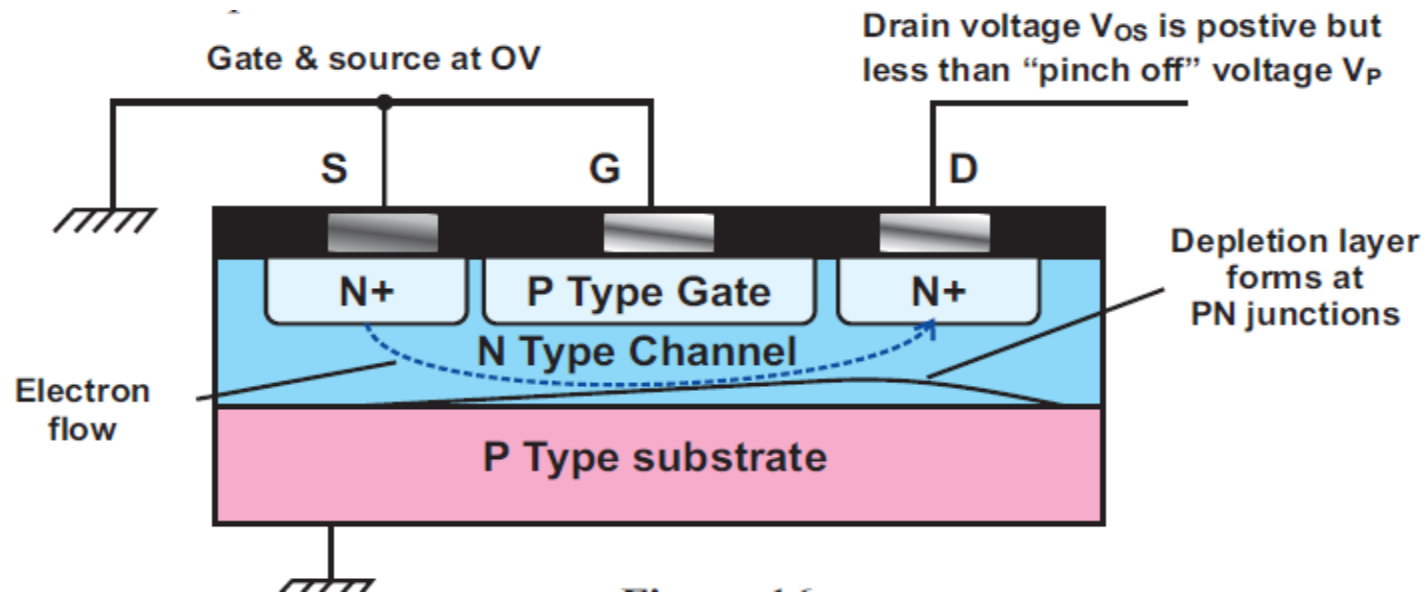 Gate & source at OV
Drain voltage VOS is postive but
less than “pinch off” voltage VP
S
G
D
N+
P Type Gate
N+
Depletion layer
forms at
PN junctions
N Type Channel
Electron
flow
P Type substrate